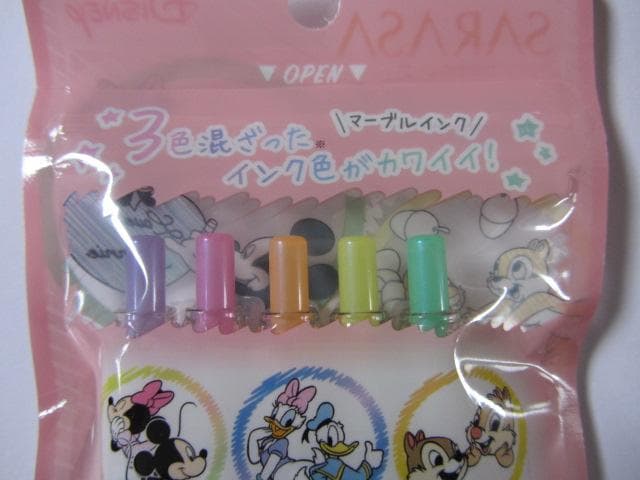 DISNEY
SARASA
▼ OPEN ▼
3色混ざった※
\マーブルインク/
インク色がカワイイ!